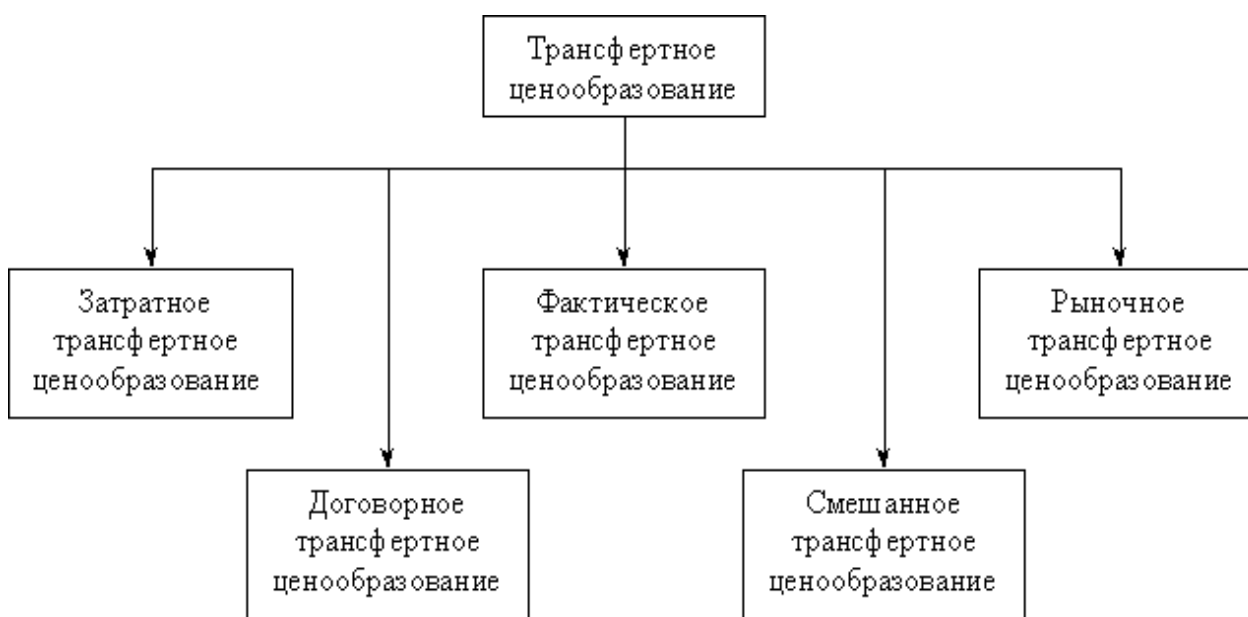 Трансфертное
ценообразование
Затратное
трансфертное
ценообразование
Фактическое
трансфертное
ценообразование
Рыночное
трансфертное
ценообразование
Договорное
трансфертное
ценообразование
Смешанное
трансфертное
ценообразование